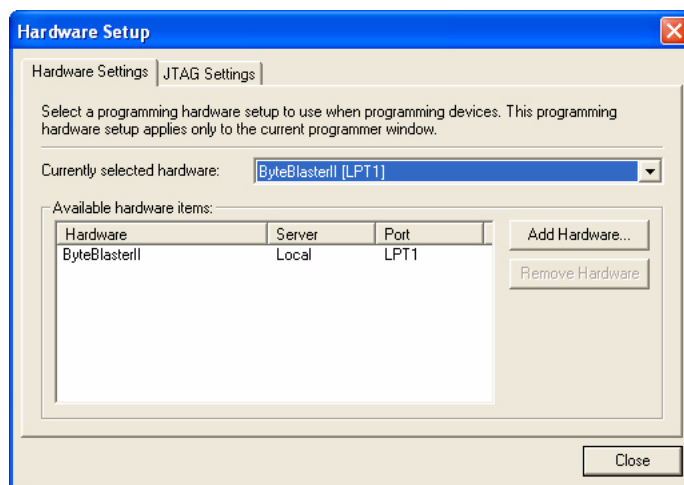 Hardware Setup
Hardware Settings JTAG Settings
Select a programming hardware setup to use when programming devices. This programming
hardware setup applies only to the current programmer window.
Currently selected hardware: ByteBlasterII [LPT1]
Available hardware items:
Hardware Server Port
ByteBlasterII Local LPT1
Add Hardware...
Remove Hardware
Close